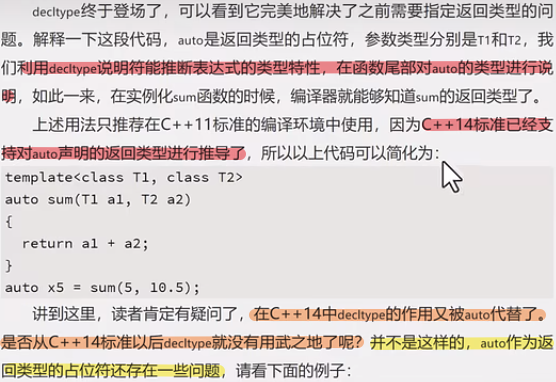 decltype终于登场了，可以看到它完美地解决了之前需要指定返回类型的问
题。解释一下这段代码，auto是返回类型的占位符，参数类型分别是T1和T2，我
们利用decltype说明符能推断表达式的类型特性，在函数尾部对auto的类型进行说
明，如此一来，在实例化sum函数的时候，编译器就能够知道sum的返回类型了。
上述用法只推荐在C++11标准的编译环境中使用，因为C++14标准已经支
持对auto声明的返回类型进行推导了，所以以上代码可以简化为：
template<class T1, class T2>
auto sum(T1 a1, T2 a2)
{
return a1 + a2;
}
auto x5 = sum(5, 10.5);
讲到这里，读者肯定有疑问了，在C++14中decltype的作用又被auto代替了。
是否从C++14标准以后decltype就没有用武之地了呢？并不是这样的，auto作为返
回类型的占位符还存在一些问题，请看下面的例子：